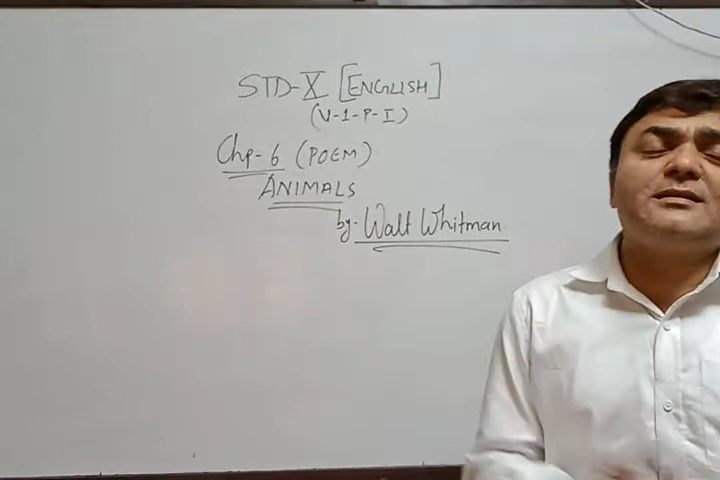 STD-X [ENGLISH]
(V-1-P-I)
Chp-6 (POEM)
ANIMALS
by- Walt Whitman